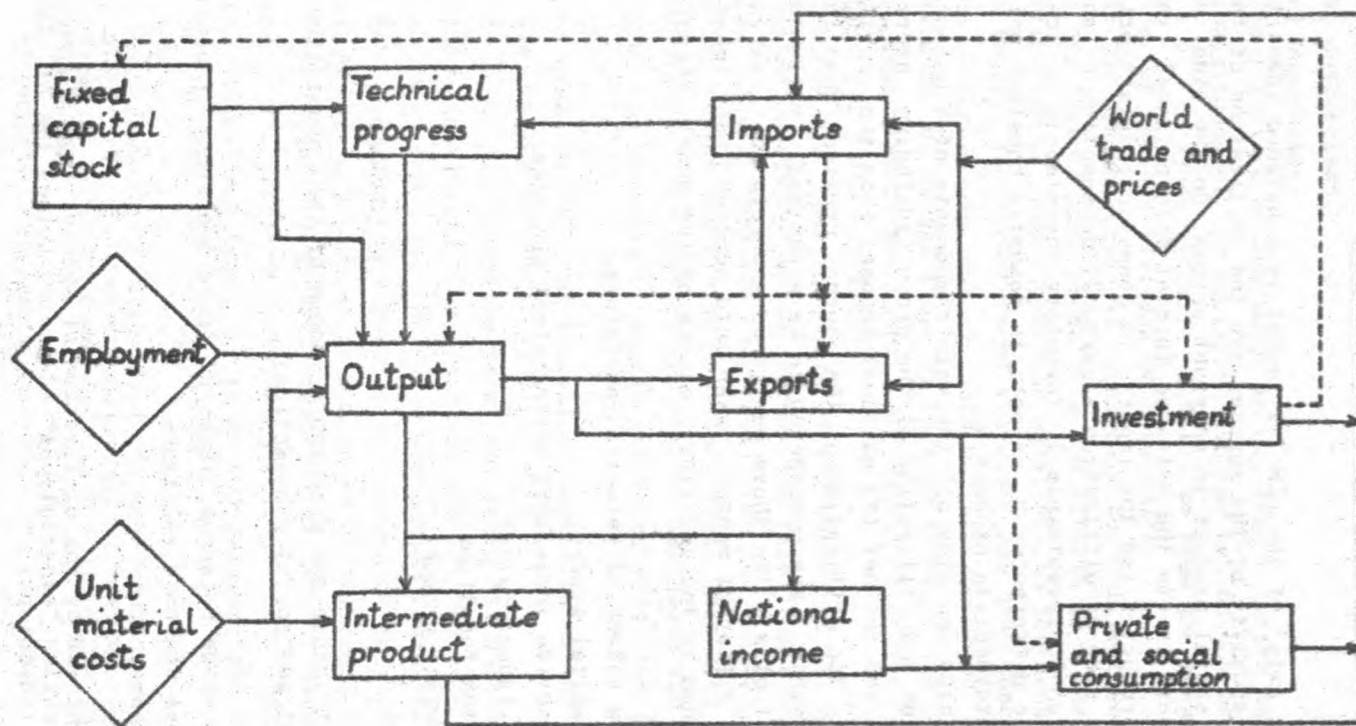 Fixed
capital
stock
Technical
progress
Imports
World
trade and
prices
Employment
Output
Exports
Investment
Unit
material
costs
Intermediate
product
National
income
Private
and social
consumption